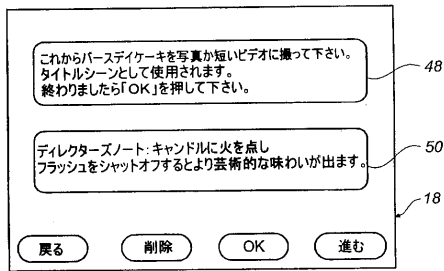 これからバースデイケーキを写真か短いビデオに撮って下さい。
タイトルシーンとして使用されます。
終わりましたら「OK」を押して下さい。
48
ディレクターズノート:キャンドルに火を点し
フラッシュをシャットオフするとより芸術的な味わいが出ます。
50
18
戻る 削除 OK 進む